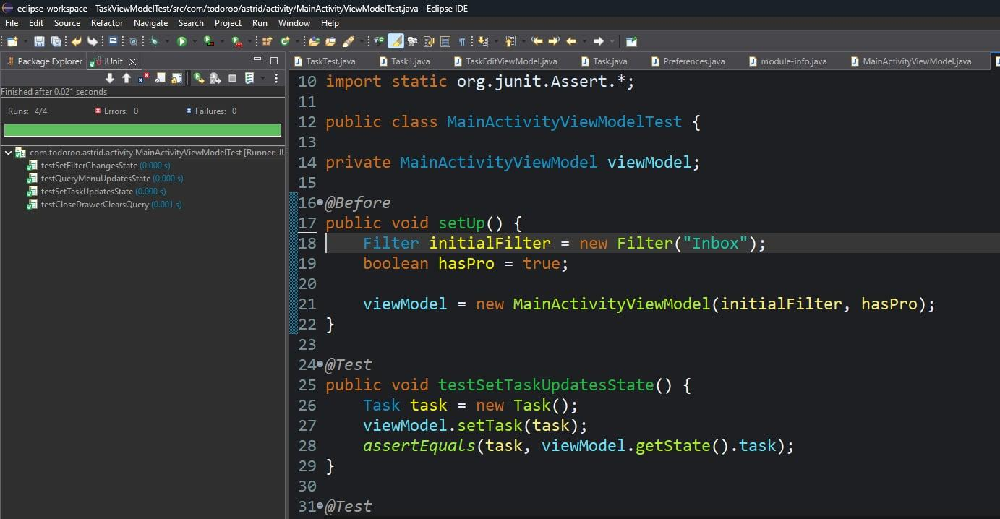 eclipse-workspace - TaskViewModelTest/src/com/todoroo/astrid/activity/MainActivityViewModelTest.java - Eclipse IDE
File Edit Source Refactor Navigate Search Project Run Window Help
Package Explorer JUnit
Finished after 0.021 seconds
Runs: 4/4 Errors: 0 Failures: 0
com.todoroo.astrid.activity.MainActivityViewModelTest [Runner: JU
testSetFilterChangesState (0.000 s)
testQueryMenuUpdatesState (0.000 s)
testSetTaskUpdatesState (0.000 s)
testCloseDrawerClearsQuery (0.001 s)
TaskTest.java Task1.java TaskEditViewModel.java Task.java Preferences.java module-info.java MainActivityViewModel.java
10 import static org.junit.Assert.*;
11
12 public class MainActivityViewModelTest {
13
14 private MainActivityViewModel viewModel;
15
16 @Before
17 public void setUp() {
18     Filter initialFilter = new Filter("Inbox");
19     boolean hasPro = true;
20
21     viewModel = new MainActivityViewModel(initialFilter, hasPro);
22 }
23
24 @Test
25 public void testSetTaskUpdatesState() {
26     Task task = new Task();
27     viewModel.setTask(task);
28     assertEquals(task, viewModel.getState().task);
29 }
30
31 @Test